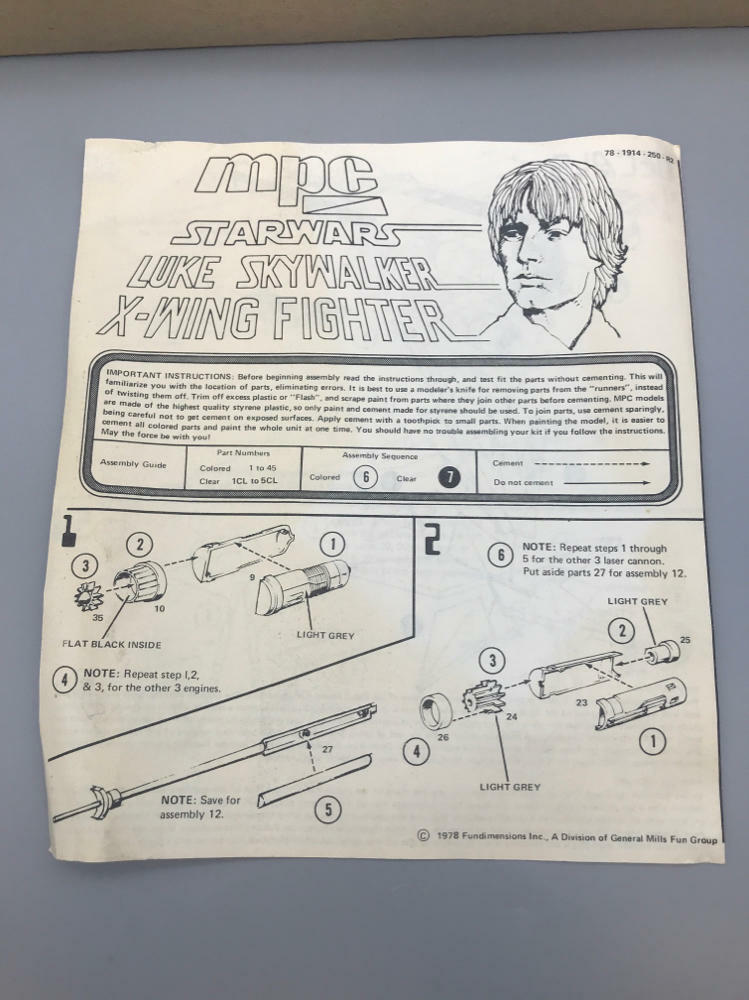 78 - 1914 - 250 - R2
mpc
STARWARS
LUKE SKYWALKER
X-WING FIGHTER
IMPORTANT INSTRUCTIONS: Before beginning assembly read the instructions through, and test fit the parts without cementing. This will
familiarize you with the location of parts, eliminating errors. It is best to use a modeler's knife for removing parts from the "runners", instead
of twisting them off. Trim off excess plastic or "Flash", and scrape paint from parts where they join other parts before cementing. MPC models
are made of the highest quality styrene plastic, so only paint and cement made for styrene should be used. To join parts, use cement sparingly,
being careful not to get cement on exposed surfaces. Apply cement with a toothpick to small parts. When painting the model, it is easier to
cement all colored parts and paint the whole unit at one time. You should have no trouble assembling your kit if you follow the instructions.
May the force be with you!
Assembly Guide
Part Numbers
Colored 1 to 45
Clear 1CL to 5CL
Assembly Sequence
Colored 6 Clear 7
Cement
Do not cement
1
3
2
1
35
10
9
FLAT BLACK INSIDE
LIGHT GREY
4 NOTE: Repeat step 1,2,
& 3, for the other 3 engines.
27
NOTE: Save for
assembly 12.
5
2
6 NOTE: Repeat steps 1 through
5 for the other 3 laser cannon.
Put aside parts 27 for assembly 12.
LIGHT GREY
2
25
3
23
24
26
4
1
LIGHT GREY
© 1978 Fundimensions Inc., A Division of General Mills Fun Group